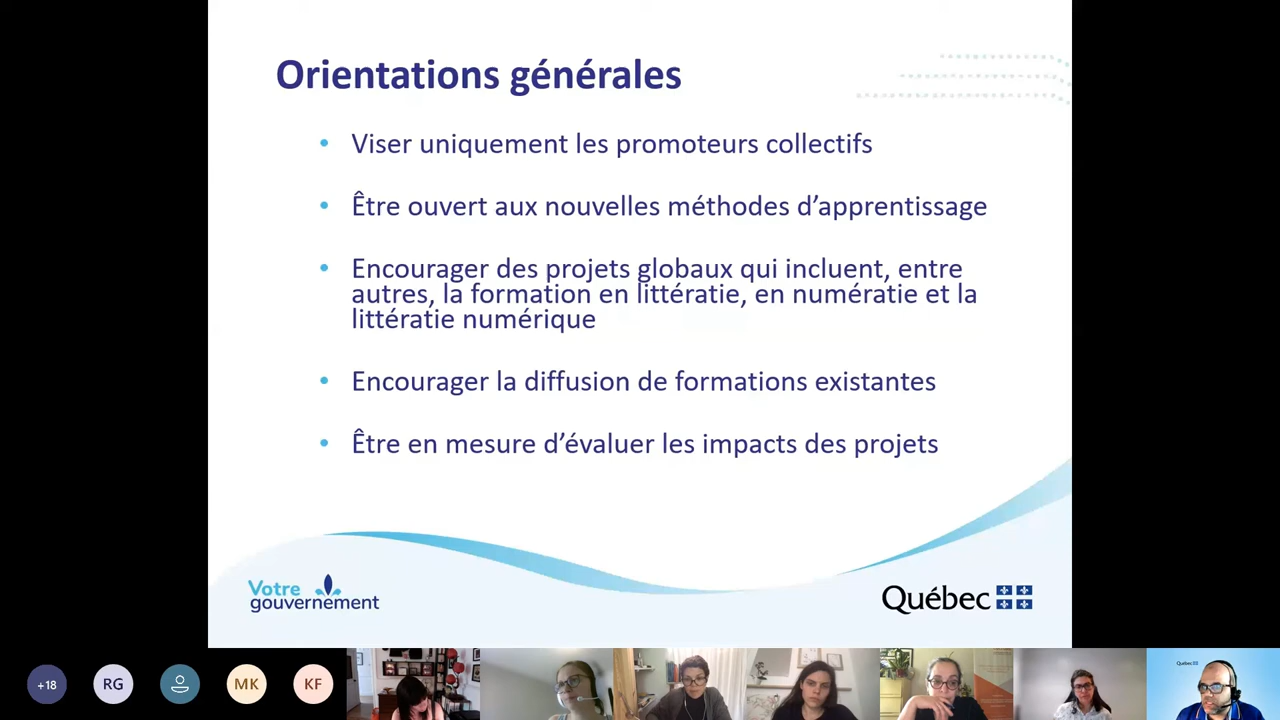 Orientations générales
• Viser uniquement les promoteurs collectifs
• Être ouvert aux nouvelles méthodes d’apprentissage
• Encourager des projets globaux qui incluent, entre
autres, la formation en littératie, en numératie et la
littératie numérique
• Encourager la diffusion de formations existantes
• Être en mesure d’évaluer les impacts des projets
Votre
gouvernement
Québec
+18
RG
MK
KF
Québec